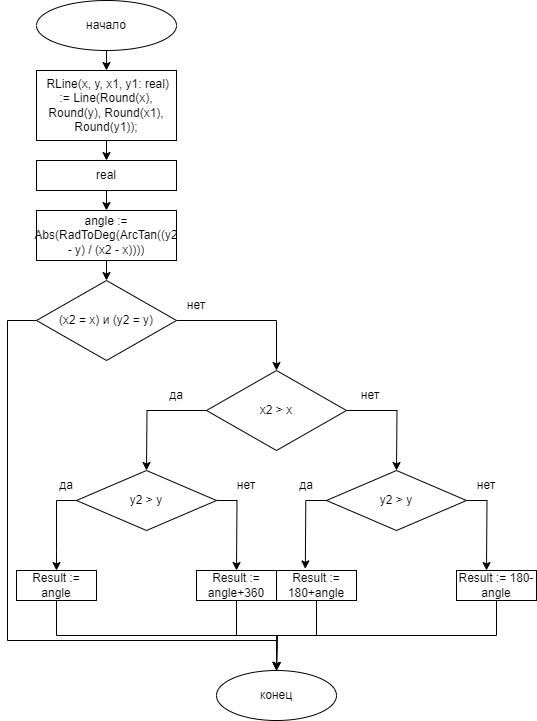 начало
RLine(x, y, x1, y1: real)
:= Line(Round(x),
Round(y), Round(x1),
Round(y1));
real
angle :=
Abs(RadToDeg(ArcTan((y2
- y) / (x2 - x))))
(x2 = x) и (y2 = y)
нет
x2 > x
да
нет
y2 > y
да
нет
y2 > y
да
нет
Result :=
angle
Result :=
angle+360
Result :=
180+angle
Result := 180-
angle
конец